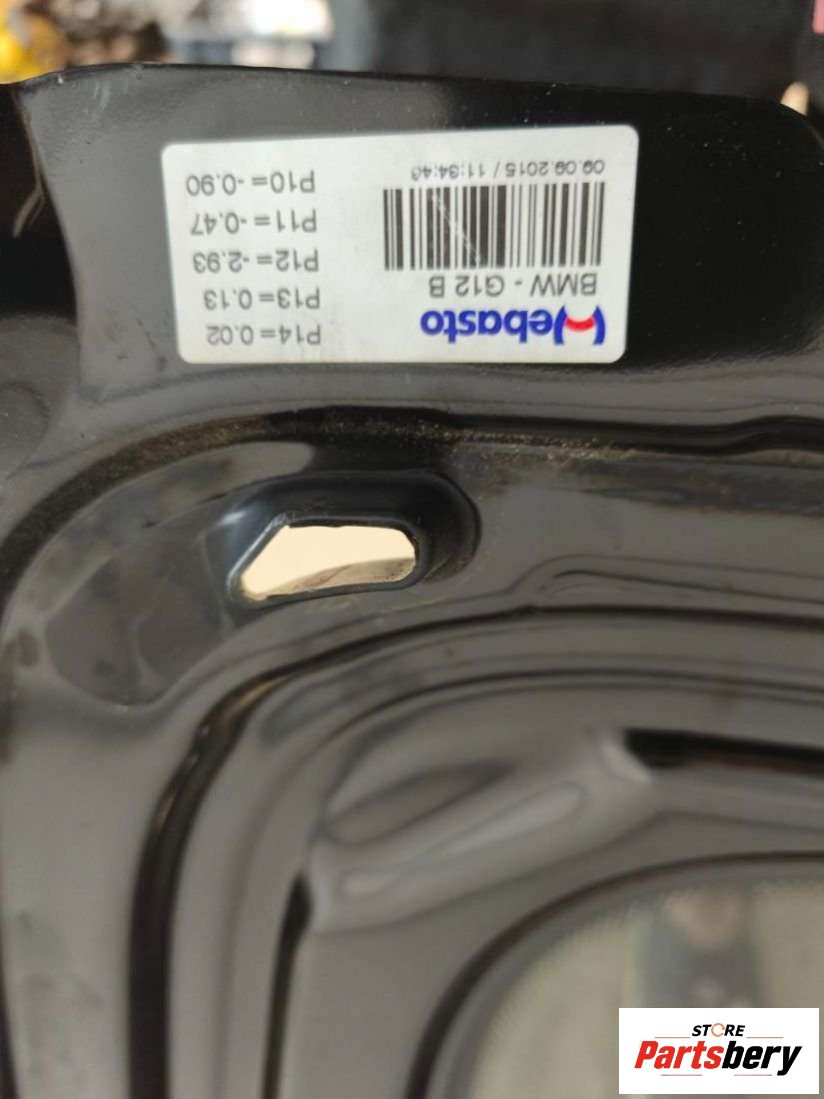 Webasto
BMW - G12 B
09.09.2015 / 11:34:40
P14= 0.02
P13= 0.13
P12= -2.93
P11= -0.47
P10= -0.90
STORE
Partsbery